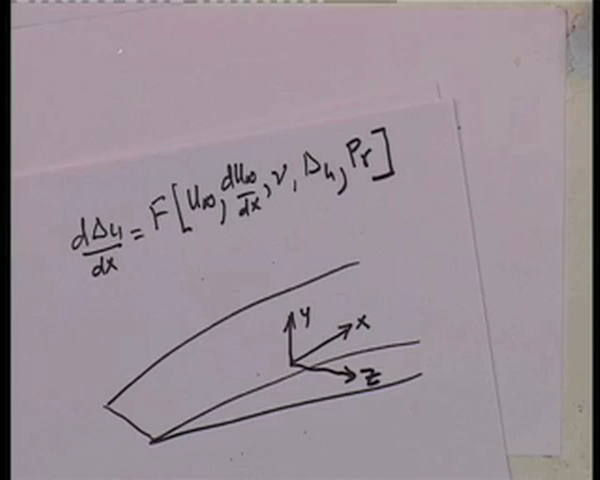 dΔ4/dx = F[U∞, dU∞/dx, ν, Δ4, Pr]
y
x
z